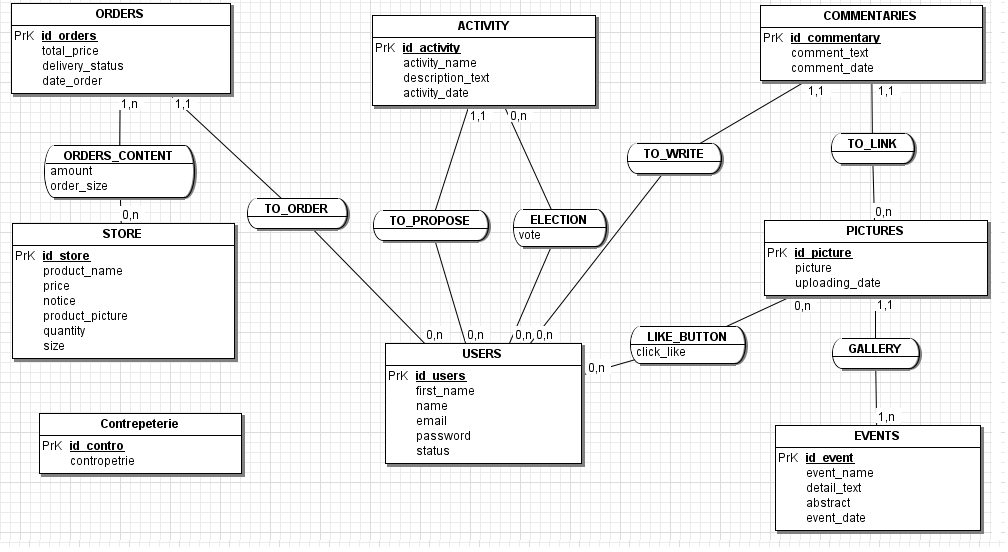 ORDERS
PrK id_orders
total_price
delivery_status
date_order
1,n
1,1
ORDERS_CONTENT
amount
order_size
0,n
STORE
PrK id_store
product_name
price
notice
product_picture
quantity
size
Contrepeterie
PrK id_contro
contropetrie
TO_ORDER
0,n
ACTIVITY
PrK id_activity
activity_name
description_text
activity_date
1,1
0,n
TO_PROPOSE
ELECTION
vote
0,n
0,n
0,n
USERS
PrK id_users
first_name
name
email
password
status
COMMENTARIES
PrK id_commentary
comment_text
comment_date
1,1
1,1
TO_WRITE
TO_LINK
0,n
PICTURES
PrK id_picture
picture
uploading_date
0,n
1,1
LIKE_BUTTON
click_like
0,n
GALLERY
1,n
EVENTS
PrK id_event
event_name
detail_text
abstract
event_date